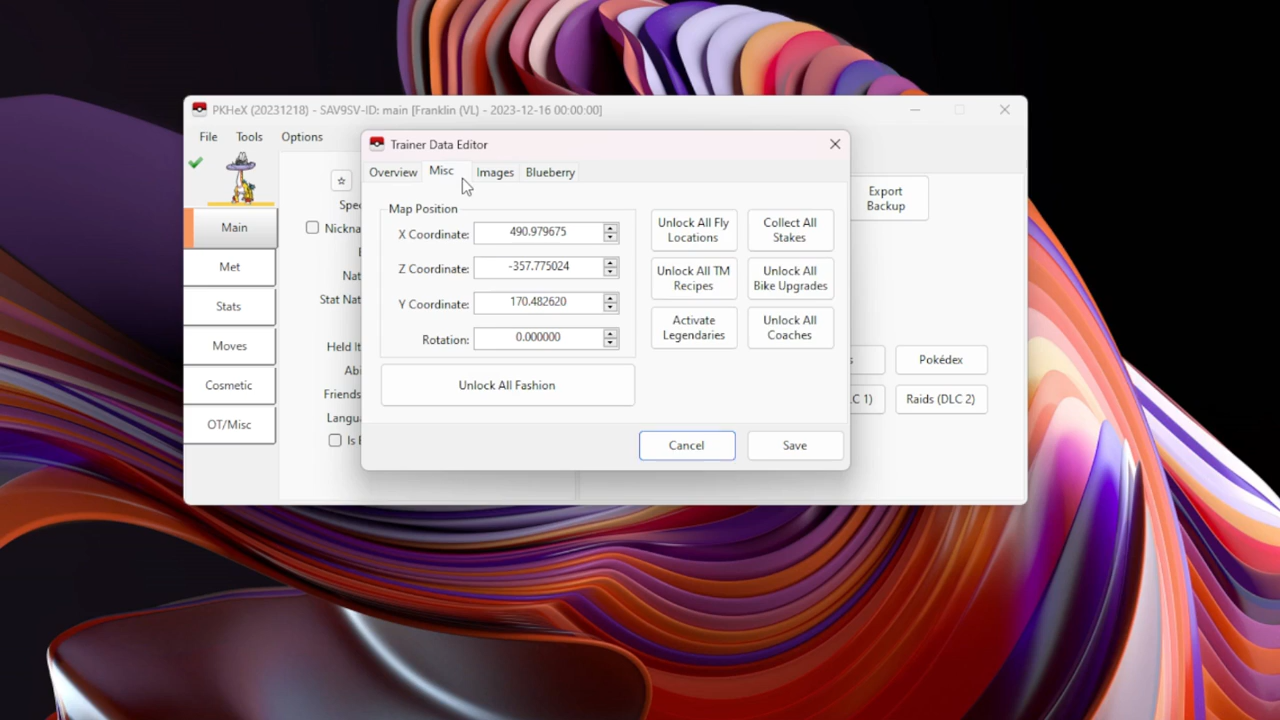 PKHeX (20231218) - SAV9SV-ID: main [Franklin (VL) - 2023-12-16 00:00:00]
File Tools Options
Trainer Data Editor
Overview Misc Images Blueberry
Main
Met
Stats
Moves
Cosmetic
OT/Misc
Map Position
X Coordinate: 490.979675
Z Coordinate: -357.775024
Y Coordinate: 170.482620
Rotation: 0.000000
Unlock All Fly
Locations
Collect All
Stakes
Unlock All TM
Recipes
Unlock All
Bike Upgrades
Activate
Legendaries
Unlock All
Coaches
Unlock All Fashion
Cancel
Save
Export
Backup
Pokédex
Raids (DLC 2)